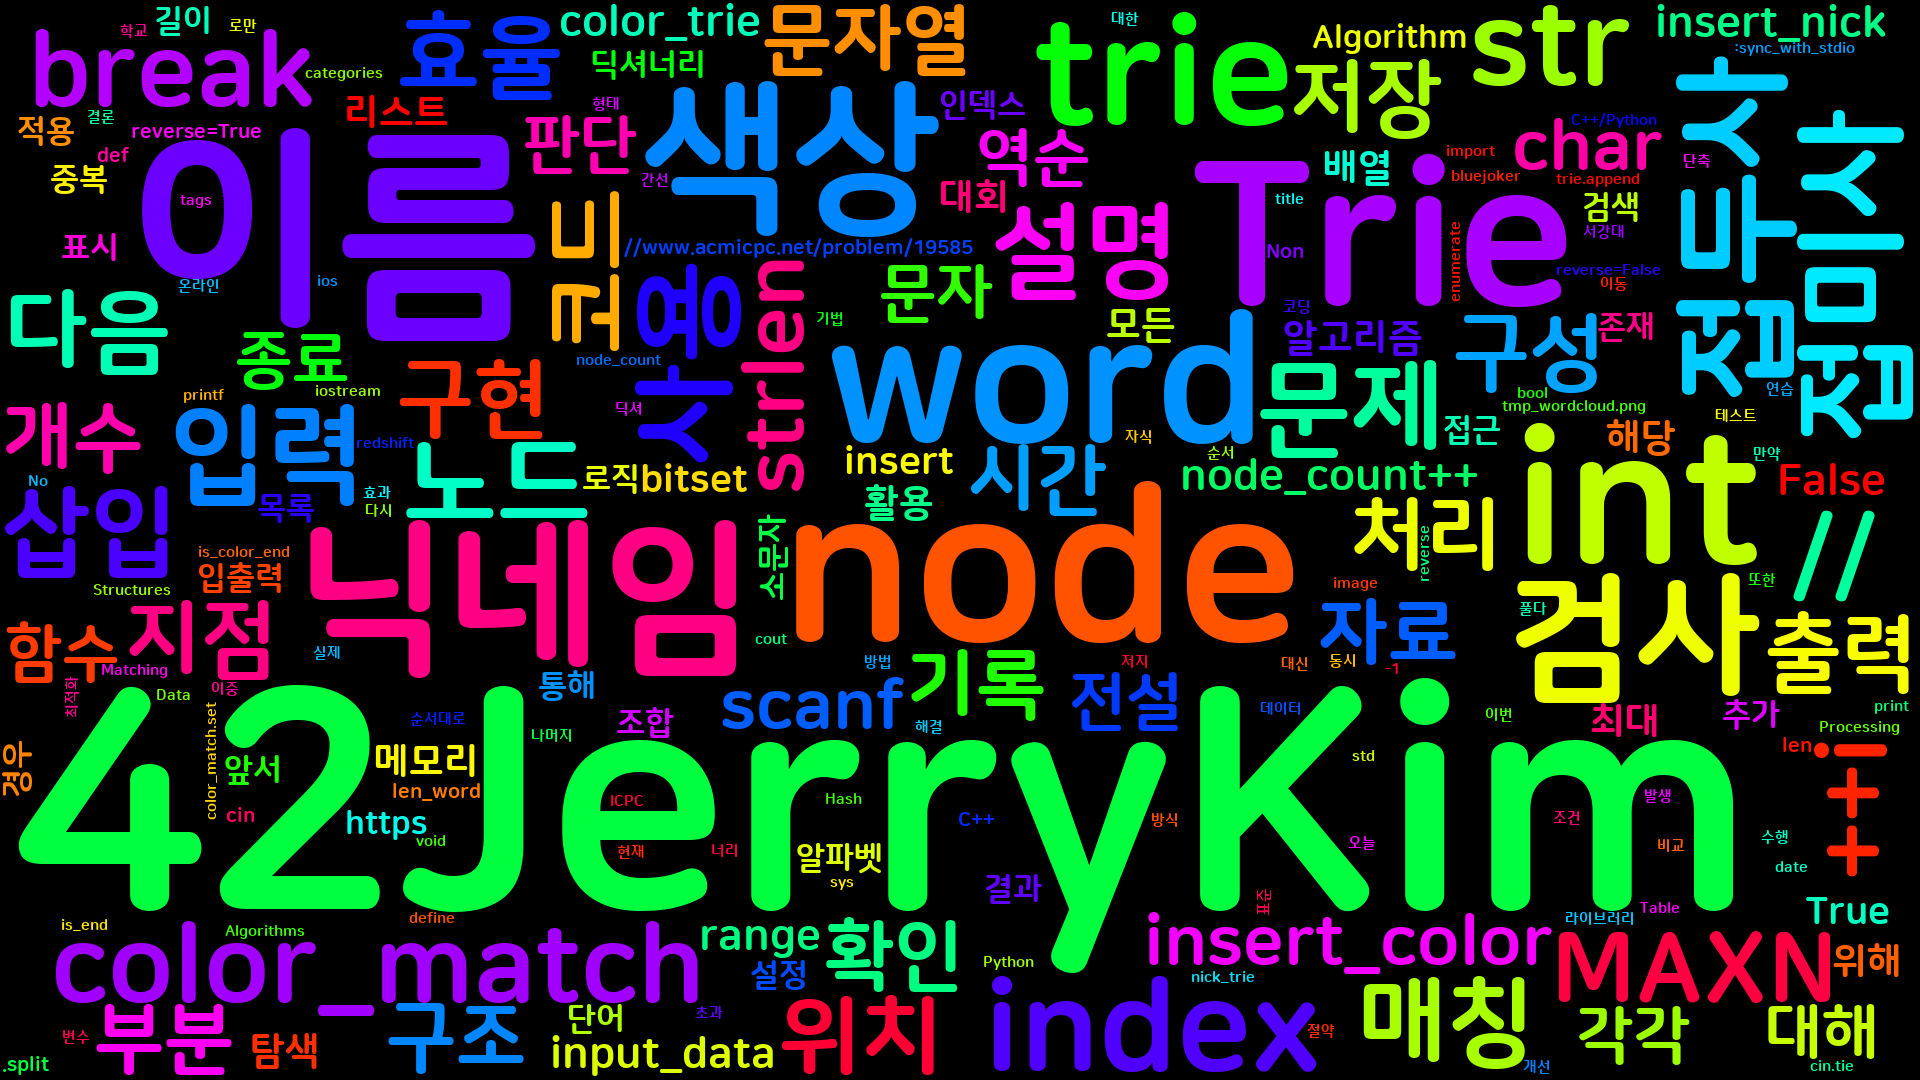 학교
길이
로만
break
categories
효율
color_trie
딕셔너리
문자열
대한
trie
Algorithm
str
insert_nick
:sync_with_stdio
적용
결론
reverse=True
리스트
형태
판단
색상
인덱스
저장
C++/Python
접두사
접미사
def
중복
이름
tags
간선
역순
대회
배열
import
bluejoker
char
trie.append
단축
표시
커버
//www.acmicpc.net/problem/19585
설명
Trie
title
Non
enumerate
검색
서강대
reverse=False
이동
다음
온라인
ios
종료
iostream
node_count
딕셔
점수
strlen
기법
문자
모든
word
코딩
알고리즘
구성
존재
연습
개수
printf
입력
redshift
구현
노드
로직
bitset
insert
활용
시간
자식
순서
문제
접근
bool
tmp_wordcloud.png
테스트
해당
만약
node_count++
int
False
No
삽입
목록
효과
다시
is_color_end
입출력
Structures
닉네임
소문자
node
처리
reverse
image
//
또한
풀다
검사
함수
지점
실제
cout
방법
기록
저지
대신
동시
자료
-1
출력
Matching
최적화
Data
이중
통해
순서대로
나머지
조합
scanf
해결
전설
데이터
이번
최대
추가
print
Processing
경우
color_match.set
앞서
메모리
len_word
cin
https
void
42JerryKim
ICPC
현재
너리
Hash
알파벳
sys
C++
방식
std
오늘
조건
발생
비교
수행
date
len
i++
is_end
Algorithms
define
결과
표준
라이브러리
Table
True
color_match
range
설정
확인
Python
insert_color
nick_trie
MAXN
위해
.split
변수
부분
탐색
구조
단어
input_data
초과
위치
index
절약
매칭
개선
각각
대해
cin.tie